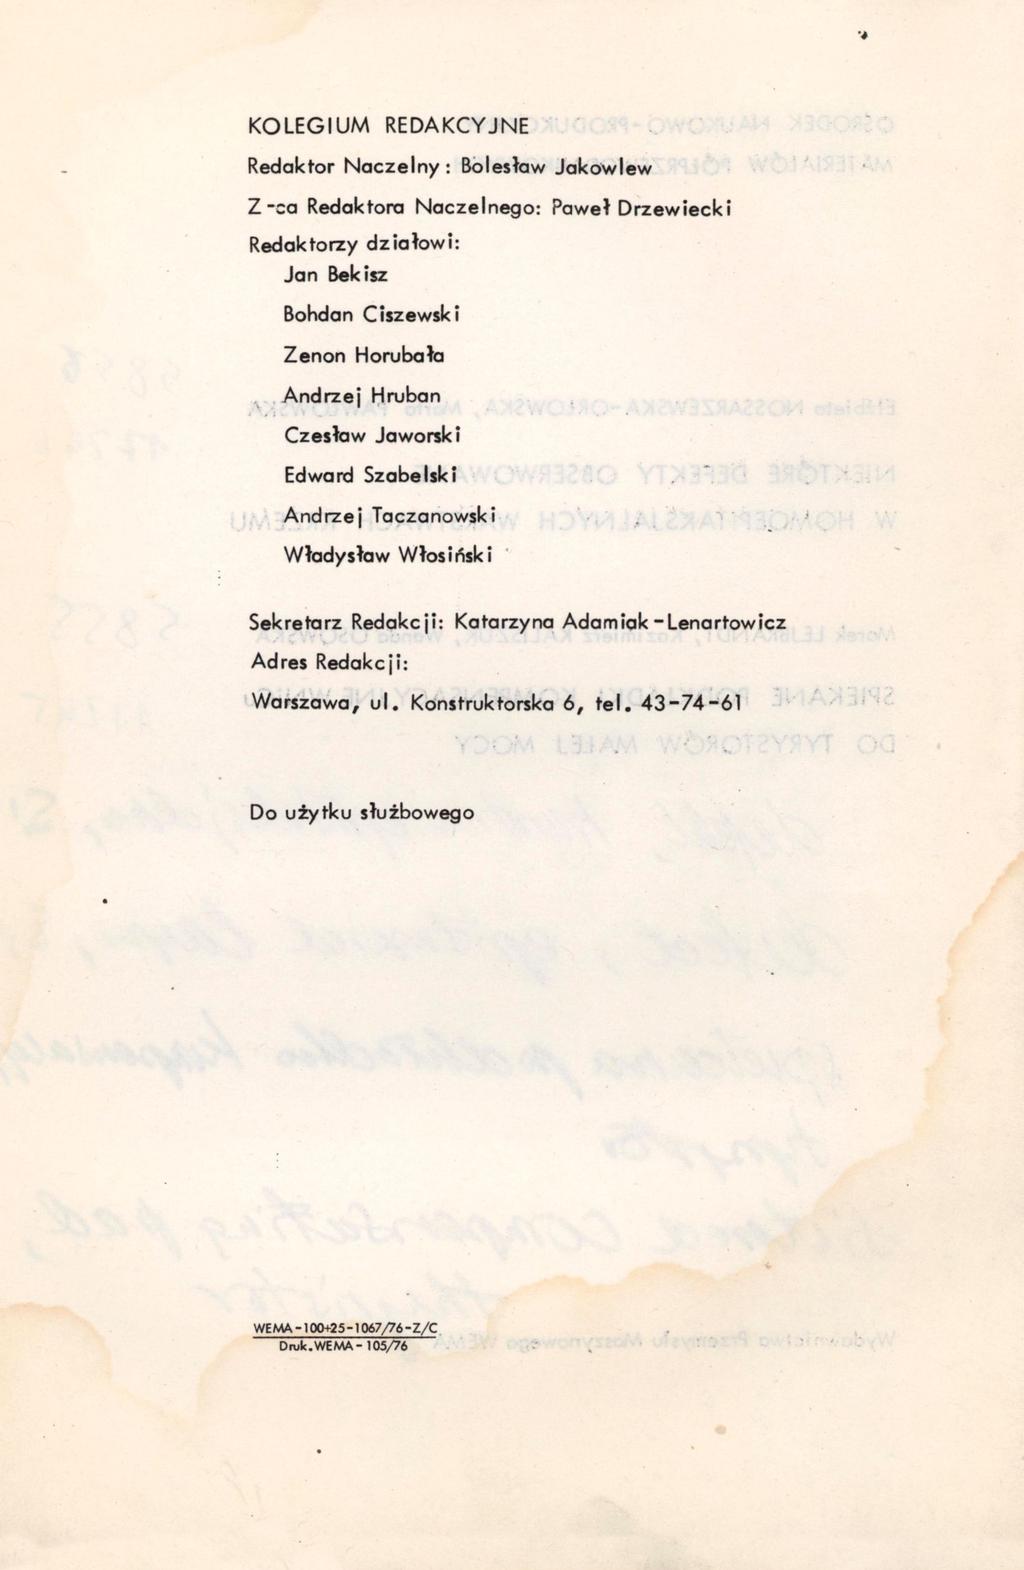 KOLEGIUM REDAKCYJNE
Redaktor Naczelny: Bolesław Jakowlew
Z-ca Redaktora Naczelnego: Paweł Drzewiecki
Redaktorzy działowi:
Jan Bekisz
Bohdan Ciszewski
Zenon Horubała
Andrzej Hruban
Czesław Jaworski
Edward Szabelski
Andrzej Taczanowski
Władysław Włosiński
Sekretarz Redakcji: Katarzyna Adamiak-Lenartowicz
Adres Redakcji:
Warszawa, ul. Konstruktorska 6, tel. 43-74-61
Do użytku służbowego
WEMA-100+25-1067/76-Z/C
Druk.WEMA-105/76